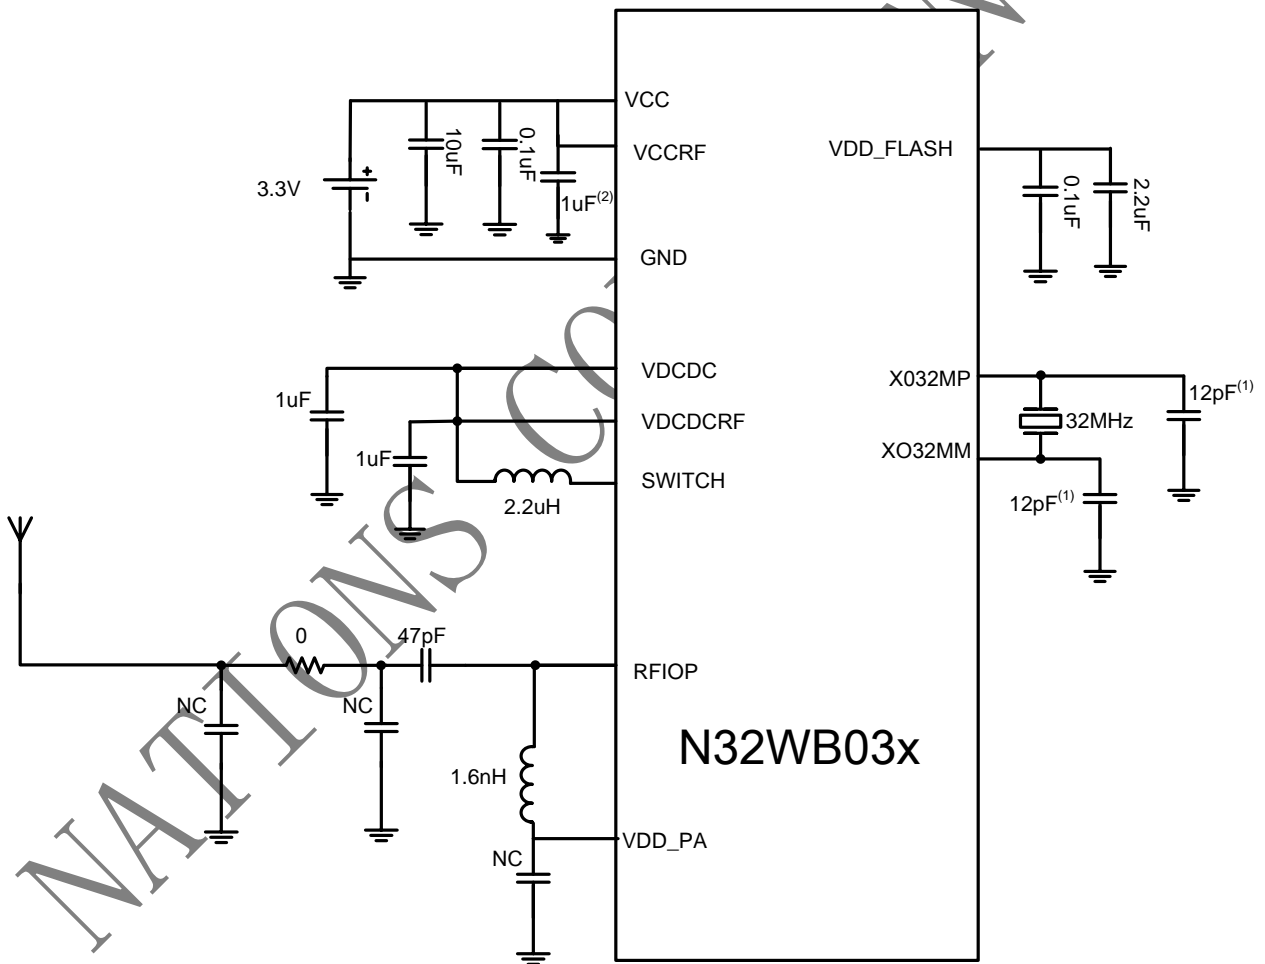 VCC
10uF
0.1uF
VCCRF
VDD_FLASH
3.3V
+
1uF(2)
0.1uF
2.2uF
GND
VDCDC
X032MP
1uF
12pF(1)
VDCDCRF
32MHz
1uF
XO32MM
SWITCH
2.2uH
12pF(1)
0
47pF
RFIOP
NC
NC
N32WB03x
1.6nH
VDD_PA
NC
NATIONS